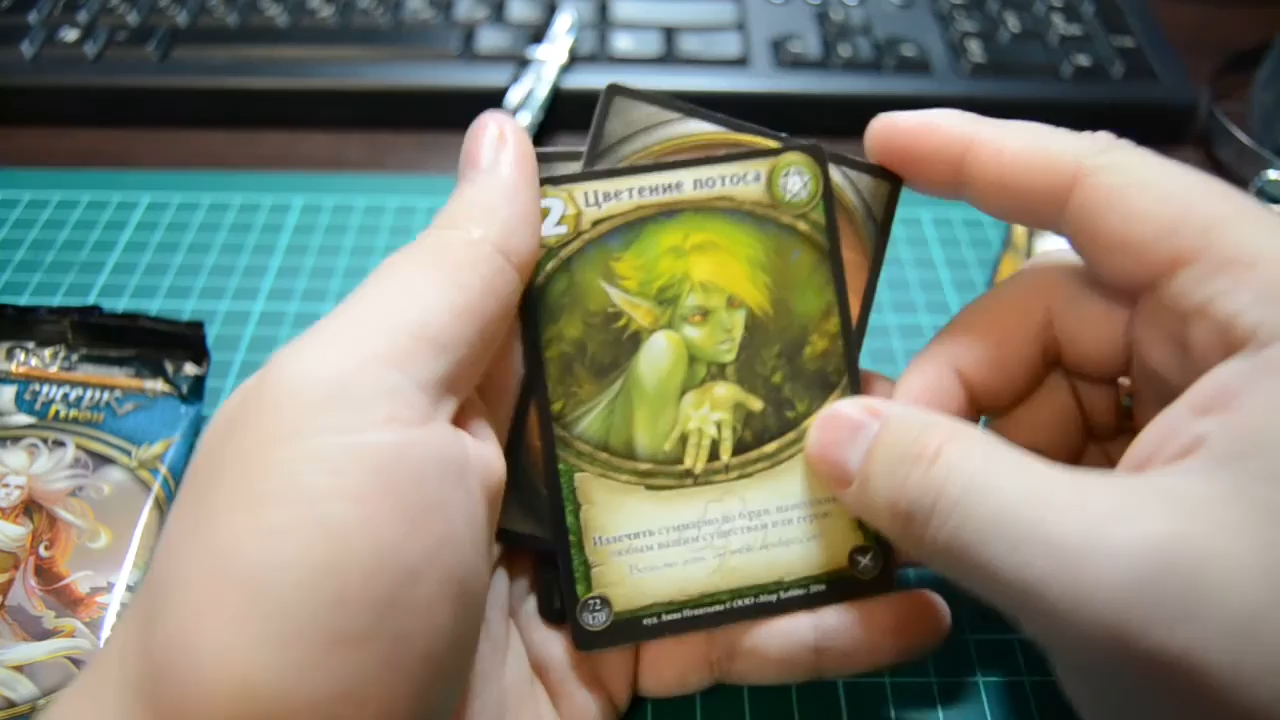 2 Цветение лотоса
Излечить суммарно до 6 ран, нанесённых
любым вашим существам или герою.
72
170
худ. Анна Игнатьева © ООО «Мир Хобби» 2016
Берсерк
Герои